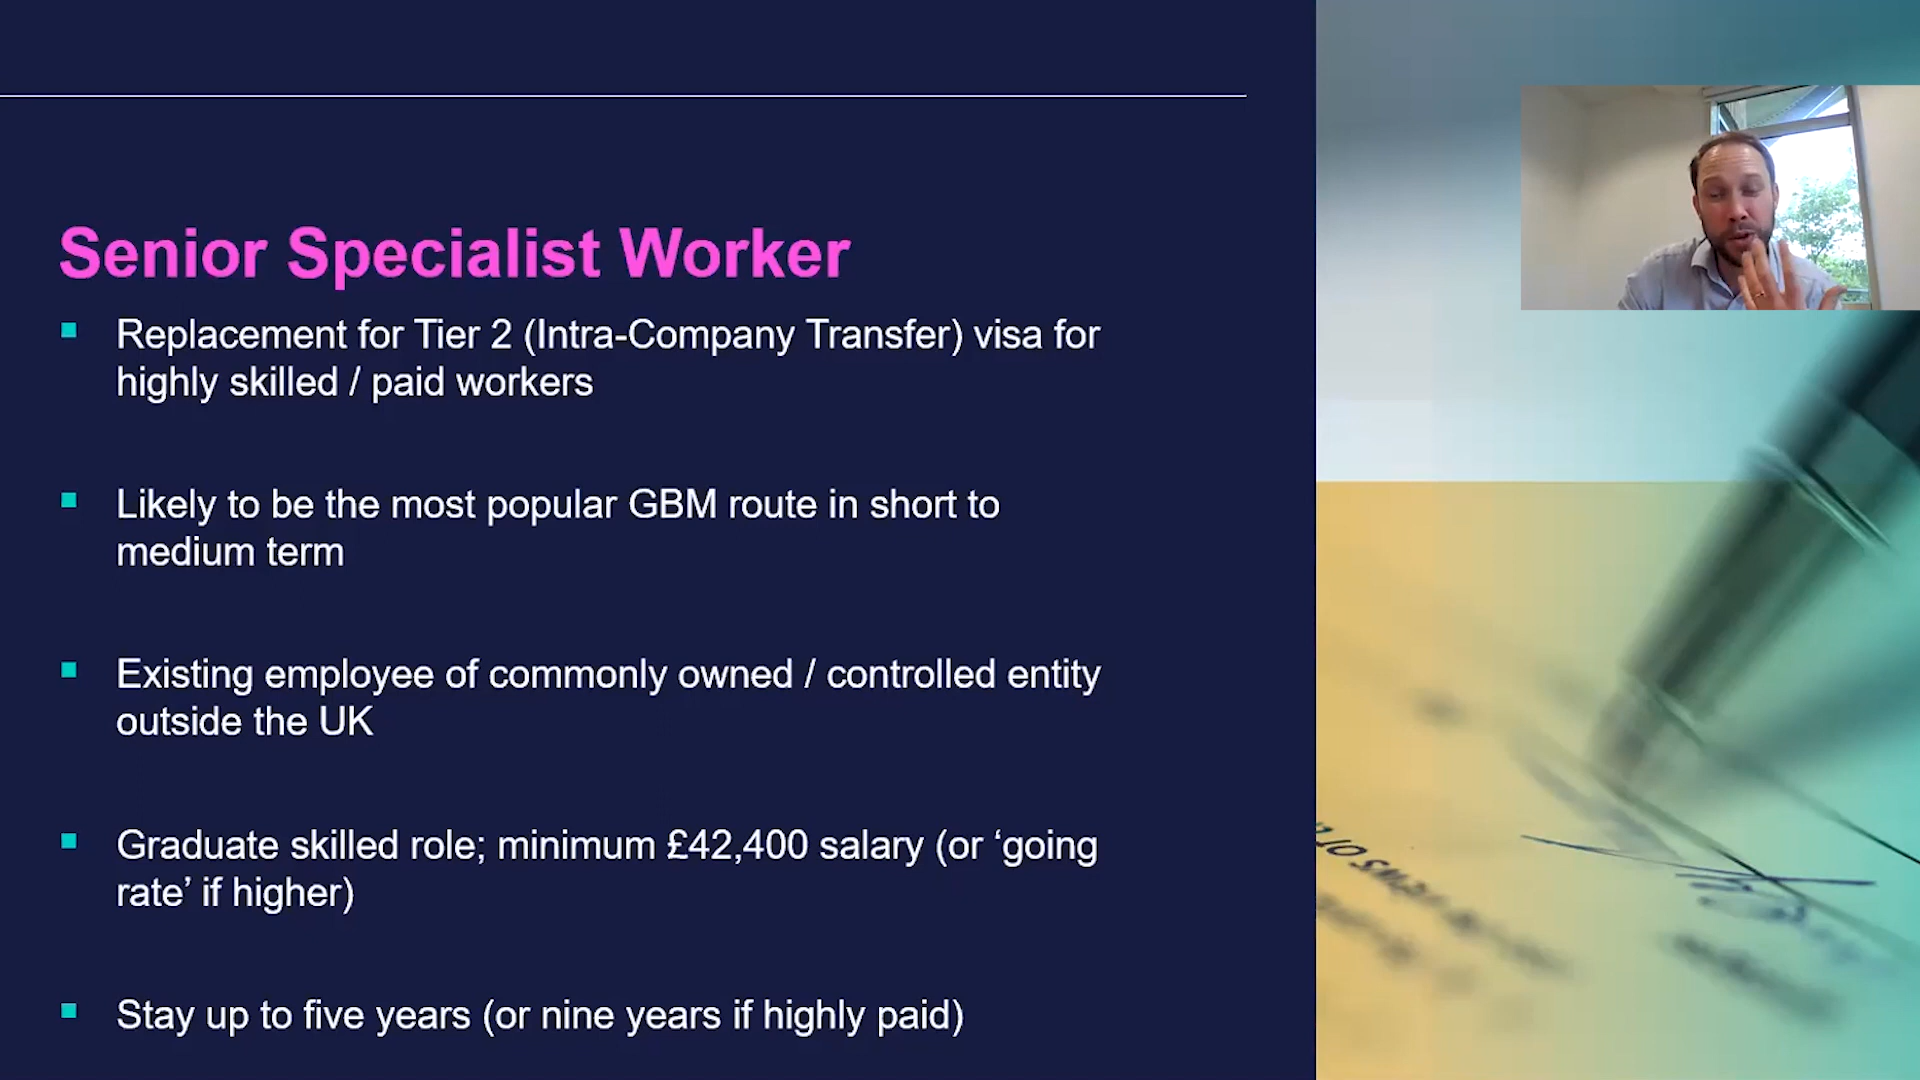 Senior Specialist Worker
Replacement for Tier 2 (Intra-Company Transfer) visa for
highly skilled / paid workers
Likely to be the most popular GBM route in short to
medium term
Existing employee of commonly owned / controlled entity
outside the UK
Graduate skilled role; minimum £42,400 salary (or ‘going
rate’ if higher)
Stay up to five years (or nine years if highly paid)